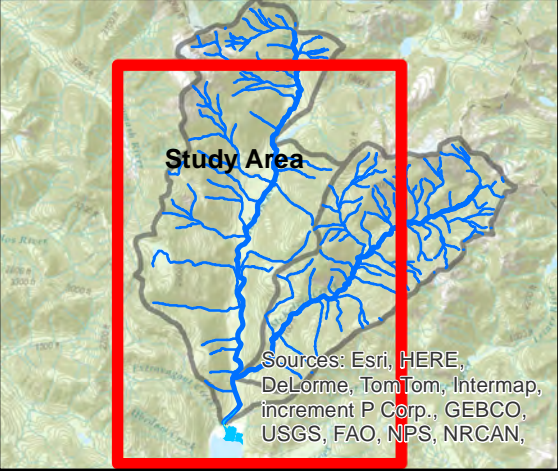 Study Area
Sources: Esri, HERE,
DeLorme, TomTom, Intermap,
increment P Corp., GEBCO,
USGS, FAO, NPS, NRCAN,